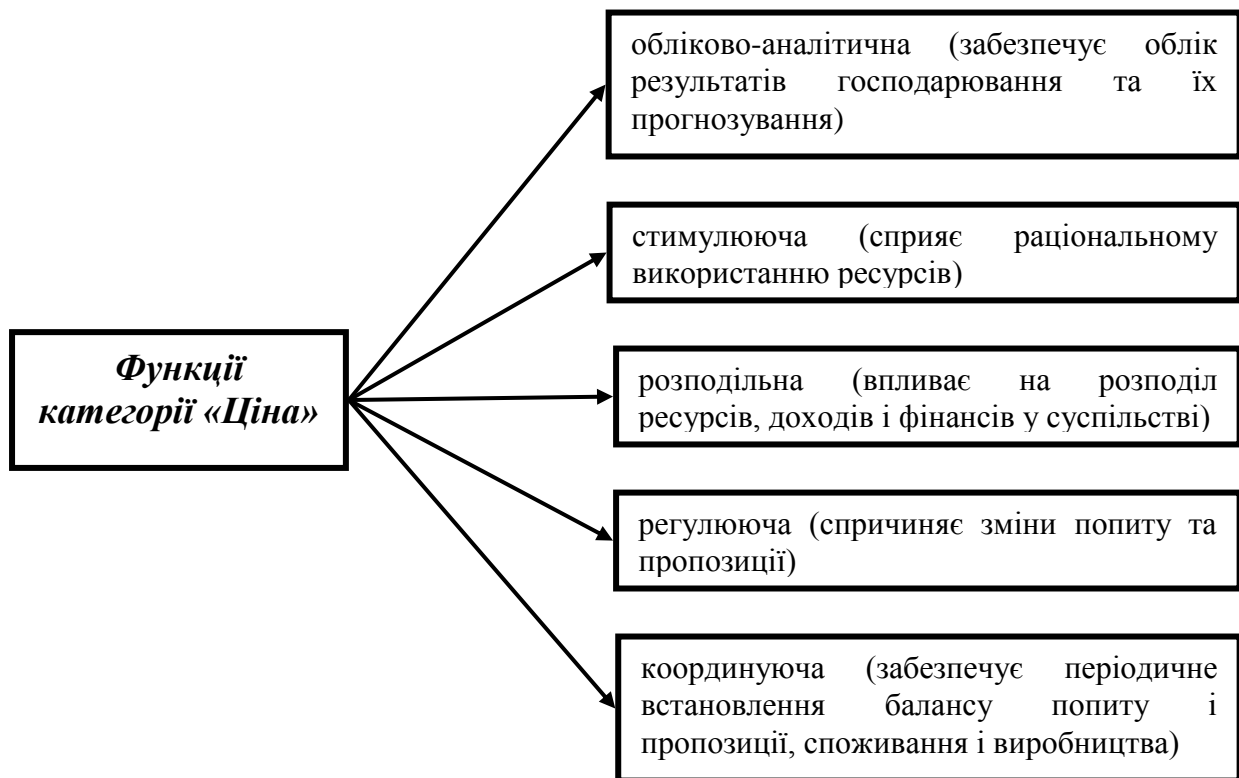 обліково-аналітична (забезпечує облік
результатів господарювання та їх
прогнозування)
стимулююча (сприяє раціональному
використанню ресурсів)
Функції
категорії «Ціна»
розподільна (впливає на розподіл
ресурсів, доходів і фінансів у суспільстві)
регулююча (спричиняє зміни попиту та
пропозиції)
координуюча (забезпечує періодичне
встановлення балансу попиту і
пропозиції, споживання і виробництва)